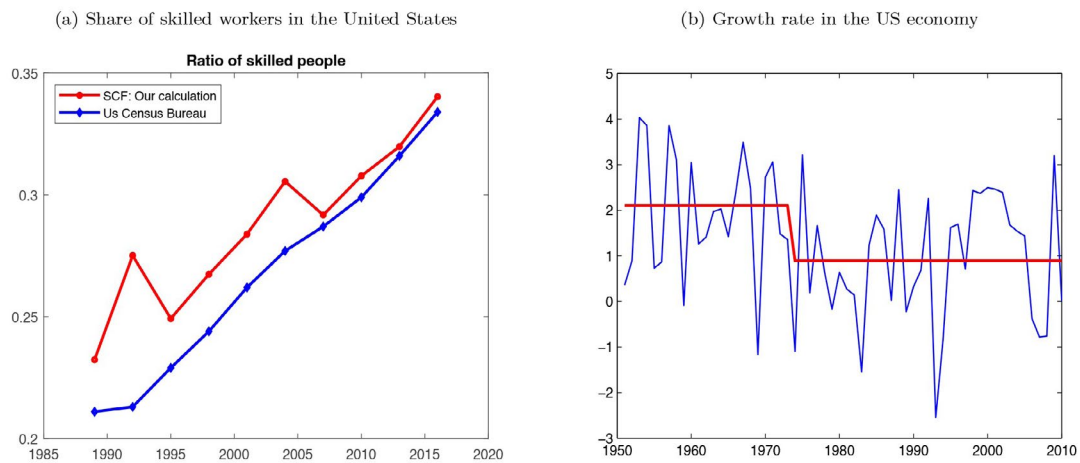 (a) Share of skilled workers in the United States
Ratio of skilled people
0.35
0.3
0.25
0.2
SCF: Our calculation
Us Census Bureau
1985 1990 1995 2000 2005 2010 2015 2020
(b) Growth rate in the US economy
5
4
3
2
1
0
−1
−2
−3
1950 1960 1970 1980 1990 2000 2010